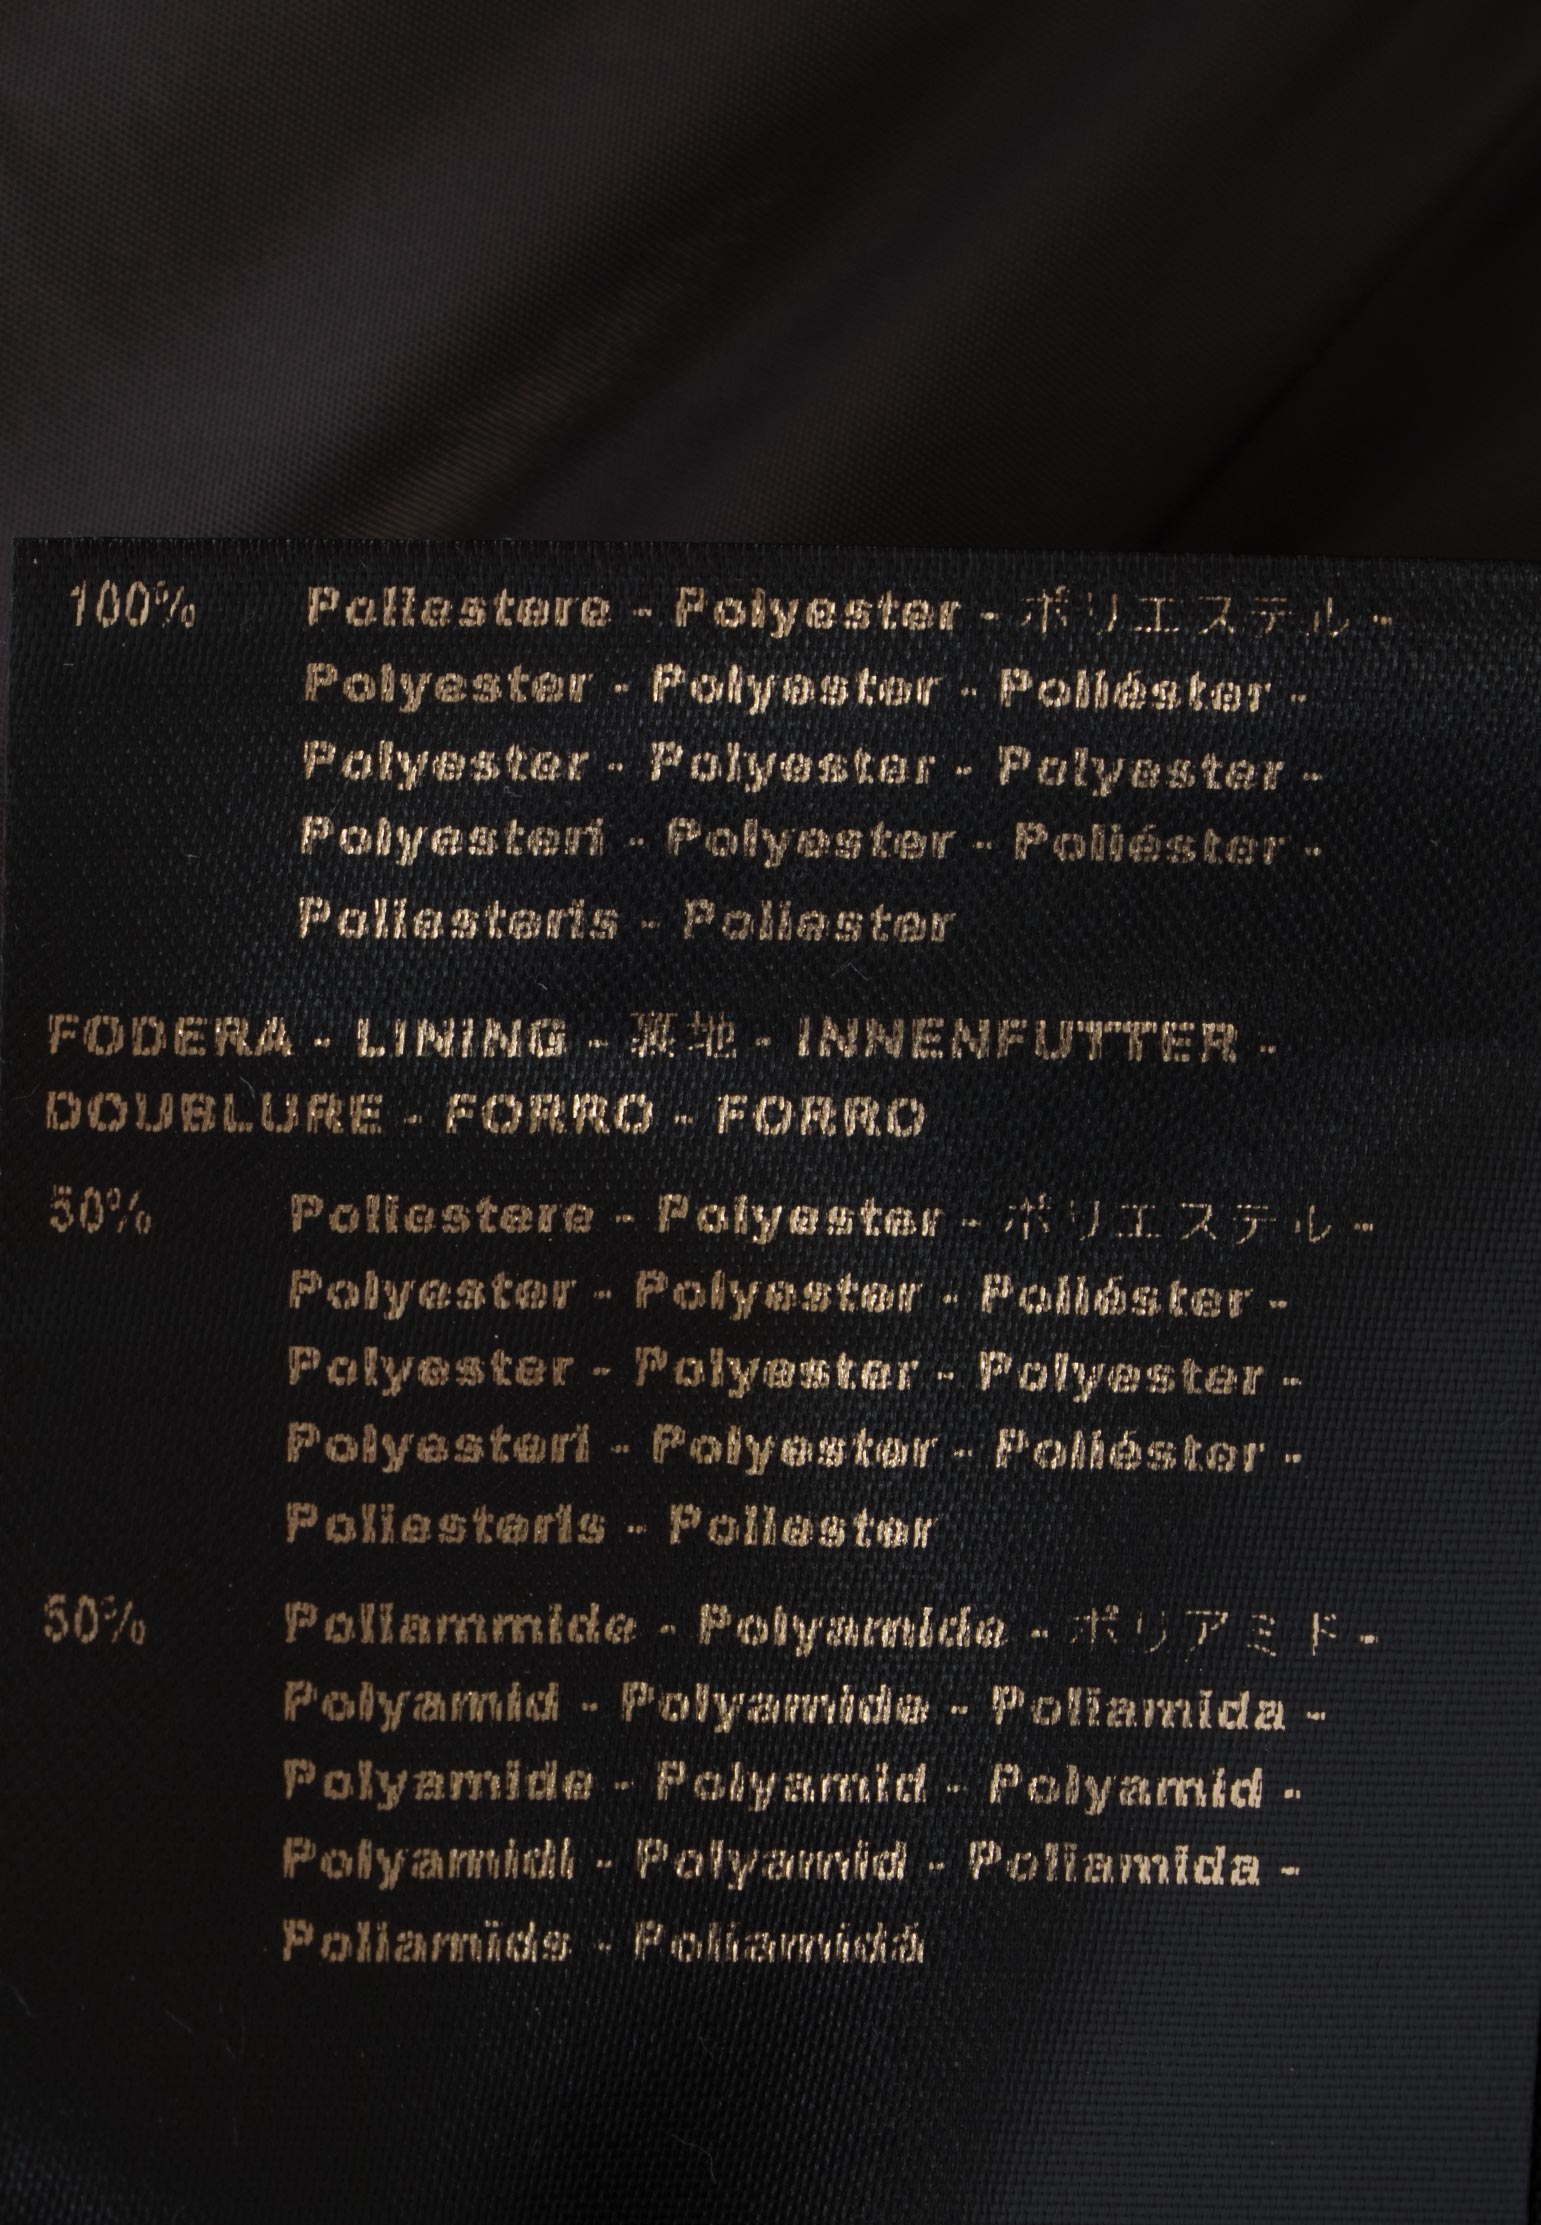 100% Poliestere - Polyester - ポリエステル -
Polyester - Polyester - Poliéster -
Polyester - Polyester - Polyester -
Polyesteri - Polyester - Poliéster -
Poliesteris - Poliester
FODERA - LINING - 裏地 - INNENFUTTER -
DOUBLURE - FORRO - FORRO
50% Poliestere - Polyester - ポリエステル -
Polyester - Polyester - Poliéster -
Polyester - Polyester - Polyester -
Polyesteri - Polyester - Poliéster -
Poliesteris - Poliester
50% Poliammide - Polyamide - ポリアミド -
Polyamid - Polyamide - Poliamida -
Polyamide - Polyamid - Polyamid -
Polyamidi - Polyamid - Poliamida -
Poliamids - Poliamidă